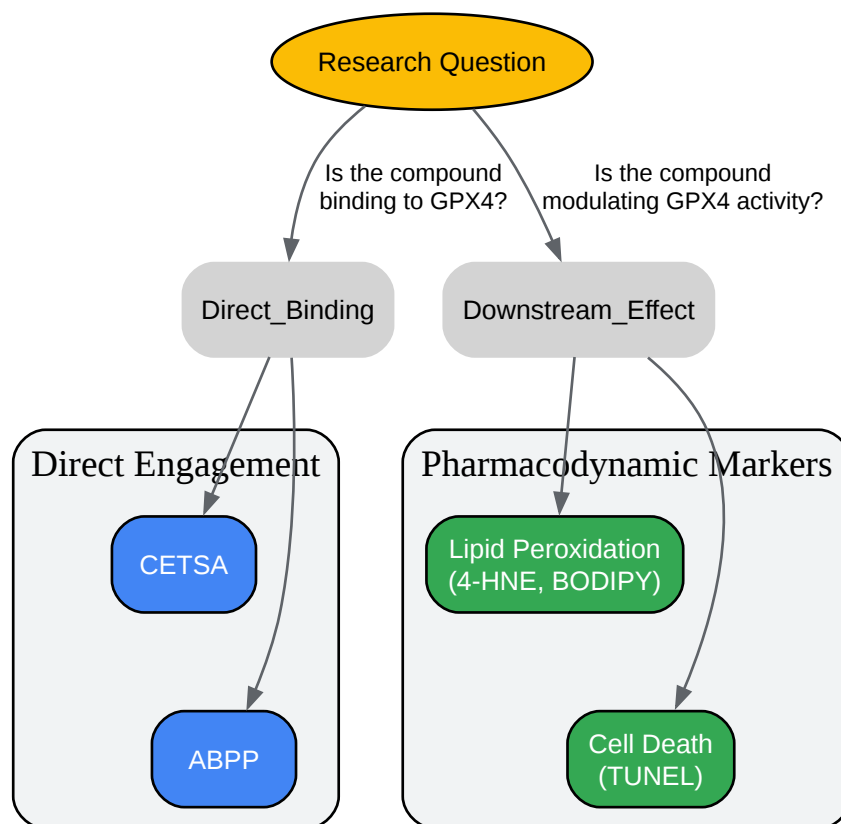 Research Question
Is the compound
binding to GPX4?
Is the compound
modulating GPX4 activity?
Direct_Binding
Downstream_Effect
Direct Engagement
Pharmacodynamic Markers
CETSA
Lipid Peroxidation
(4-HNE, BODIPY)
ABPP
Cell Death
(TUNEL)